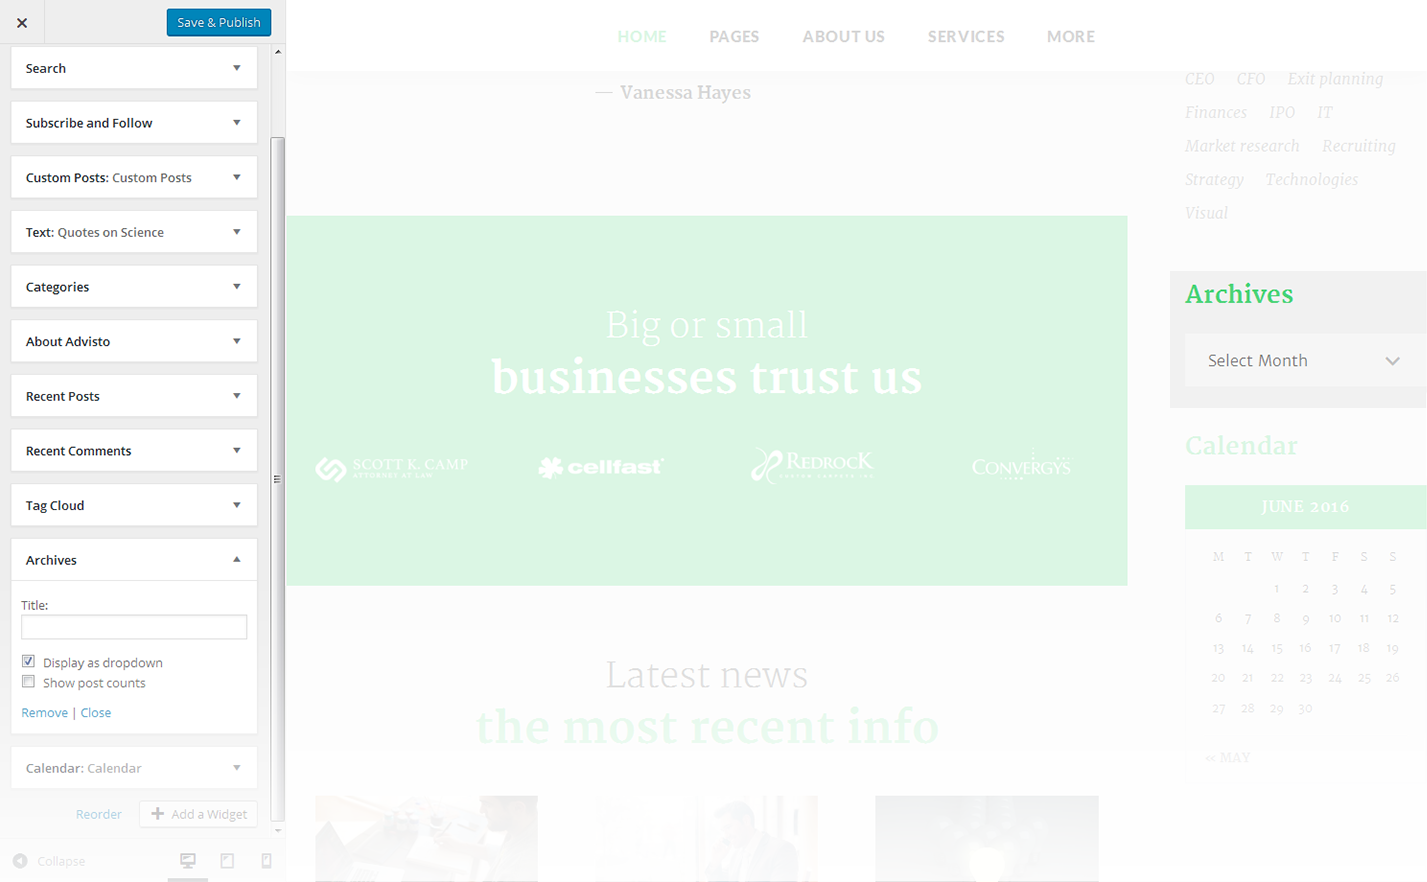 Save & Publish
Search
Subscribe and Follow
Custom Posts: Custom Posts
Text: Quotes on Science
Categories
About Advisto
Recent Posts
Recent Comments
Tag Cloud
Archives
Title:
Display as dropdown
Show post counts
Remove | Close
Calendar: Calendar
Reorder
Add a Widget
Collapse
HOME PAGES ABOUT US SERVICES MORE
— Vanessa Hayes
Big or small
businesses trust us
SCOTT K. CAMP
ATTORNEYS AT LAW
cellfast
REDROCK
CONVERGYS
Latest news
the most recent info
CEO CFO Exit planning
Finances IPO IT
Market research Recruiting
Strategy Technologies
Visual
Archives
Select Month
Calendar
JUNE 2016
M T W T F S S
1 2 3 4 5
6 7 8 9 10 11 12
13 14 15 16 17 18 19
20 21 22 23 24 25 26
27 28 29 30
« MAY